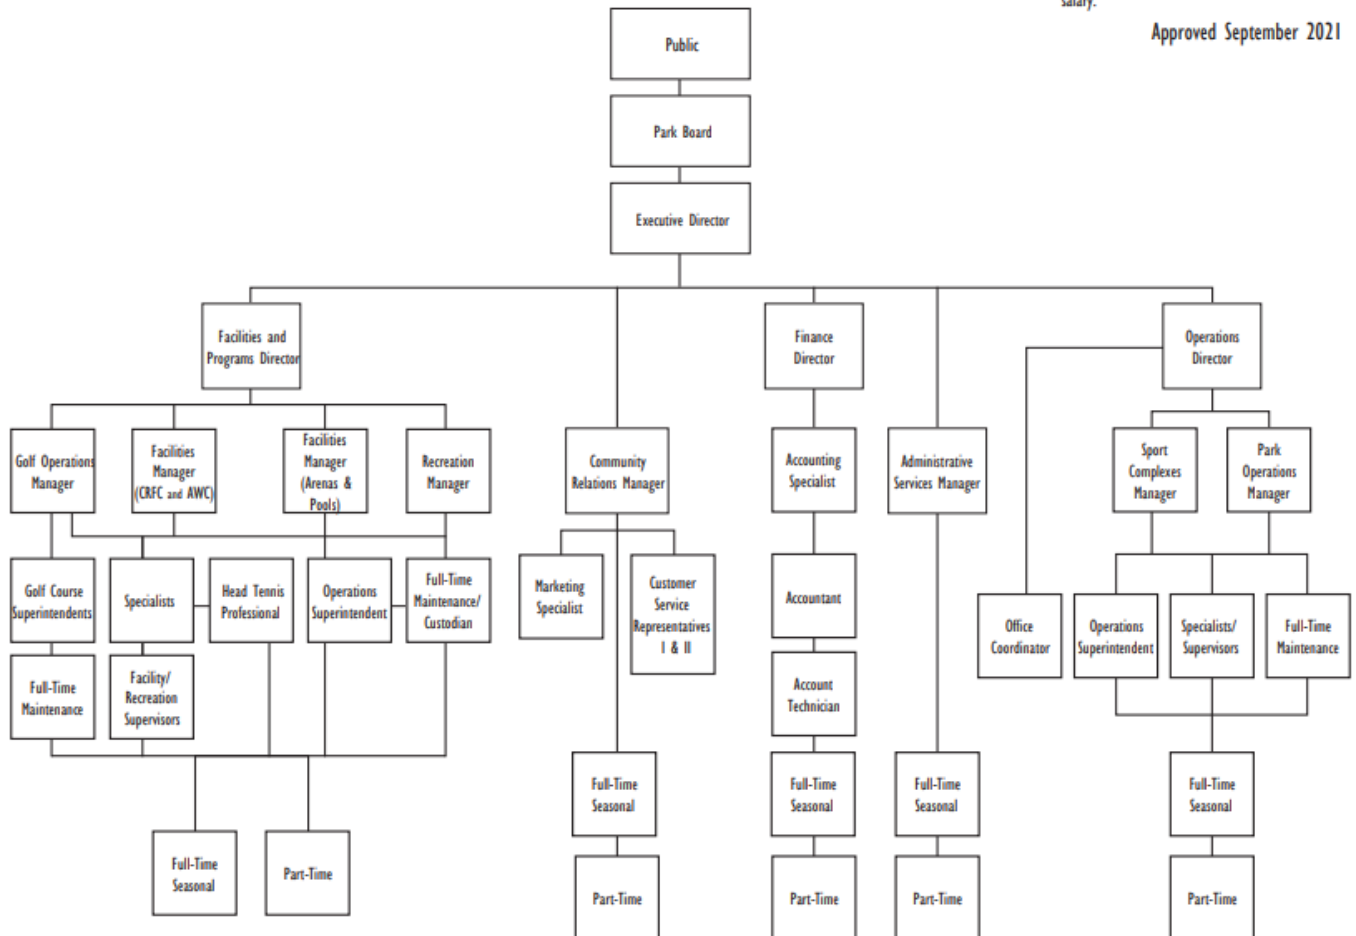 salary.
Approved September 2021
Public
Park Board
Executive Director
Facilities and
Programs Director
Finance
Director
Operations
Director
Golf Operations
Manager
Facilities
Manager
(CRFC and AWC)
Facilities
Manager
(Arenas &
Pools)
Recreation
Manager
Community
Relations Manager
Accounting
Specialist
Administrative
Services Manager
Sport
Complexes
Manager
Park
Operations
Manager
Golf Course
Superintendents
Specialists
Head Tennis
Professional
Operations
Superintendent
Full-Time
Maintenance/
Custodian
Marketing
Specialist
Customer
Service
Representatives
I & II
Accountant
Office
Coordinator
Operations
Superintendent
Specialists/
Supervisors
Full-Time
Maintenance
Full-Time
Maintenance
Facility/
Recreation
Supervisors
Account
Technician
Full-Time
Seasonal
Full-Time
Seasonal
Full-Time
Seasonal
Full-Time
Seasonal
Full-Time
Seasonal
Part-Time
Part-Time
Part-Time
Part-Time
Part-Time